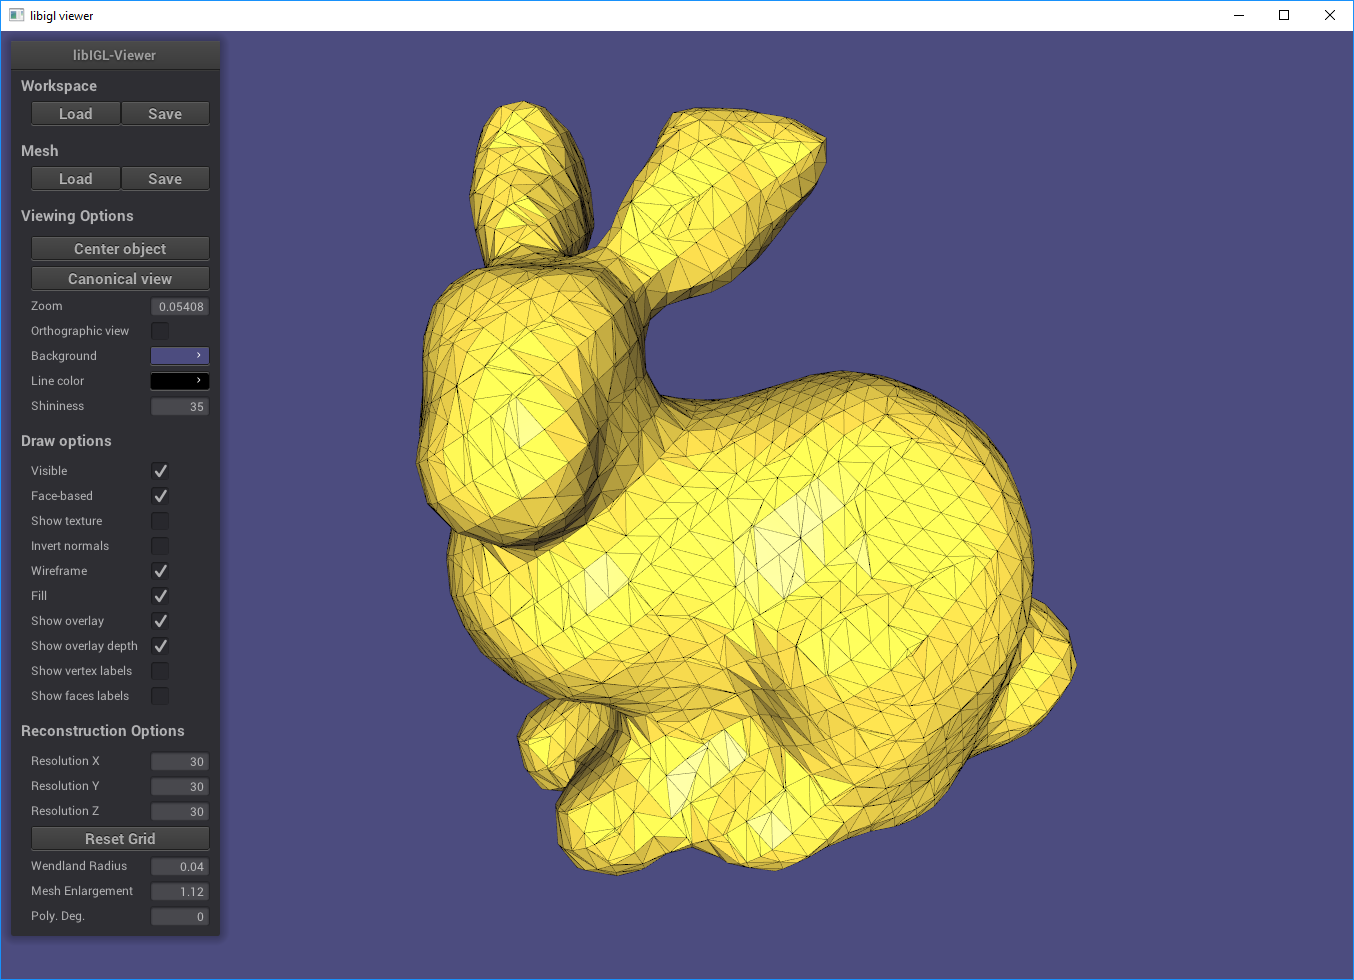 libigl viewer
libIGL-Viewer
Workspace
Load Save
Mesh
Load Save
Viewing Options
Center object
Canonical view
Zoom 0.05408
Orthographic view
Background
Line color
Shininess 35
Draw options
Visible
Face-based
Show texture
Invert normals
Wireframe
Fill
Show overlay
Show overlay depth
Show vertex labels
Show faces labels
Reconstruction Options
Resolution X 30
Resolution Y 30
Resolution Z 30
Reset Grid
Wendland Radius 0.04
Mesh Enlargement 1.12
Poly. Deg. 0